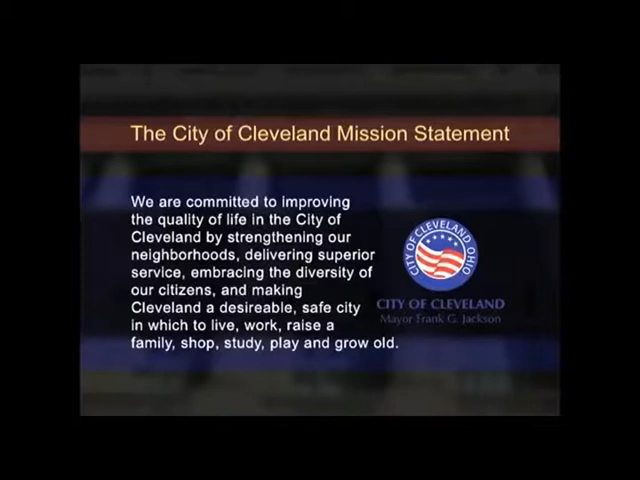 The City of Cleveland Mission Statement
We are committed to improving
the quality of life in the City of
Cleveland by strengthening our
neighborhoods, delivering superior
service, embracing the diversity of
our citizens, and making
Cleveland a desireable, safe city
in which to live, work, raise a
family, shop, study, play and grow old.
CITY OF CLEVELAND OHIO
CITY OF CLEVELAND
Mayor Frank G. Jackson